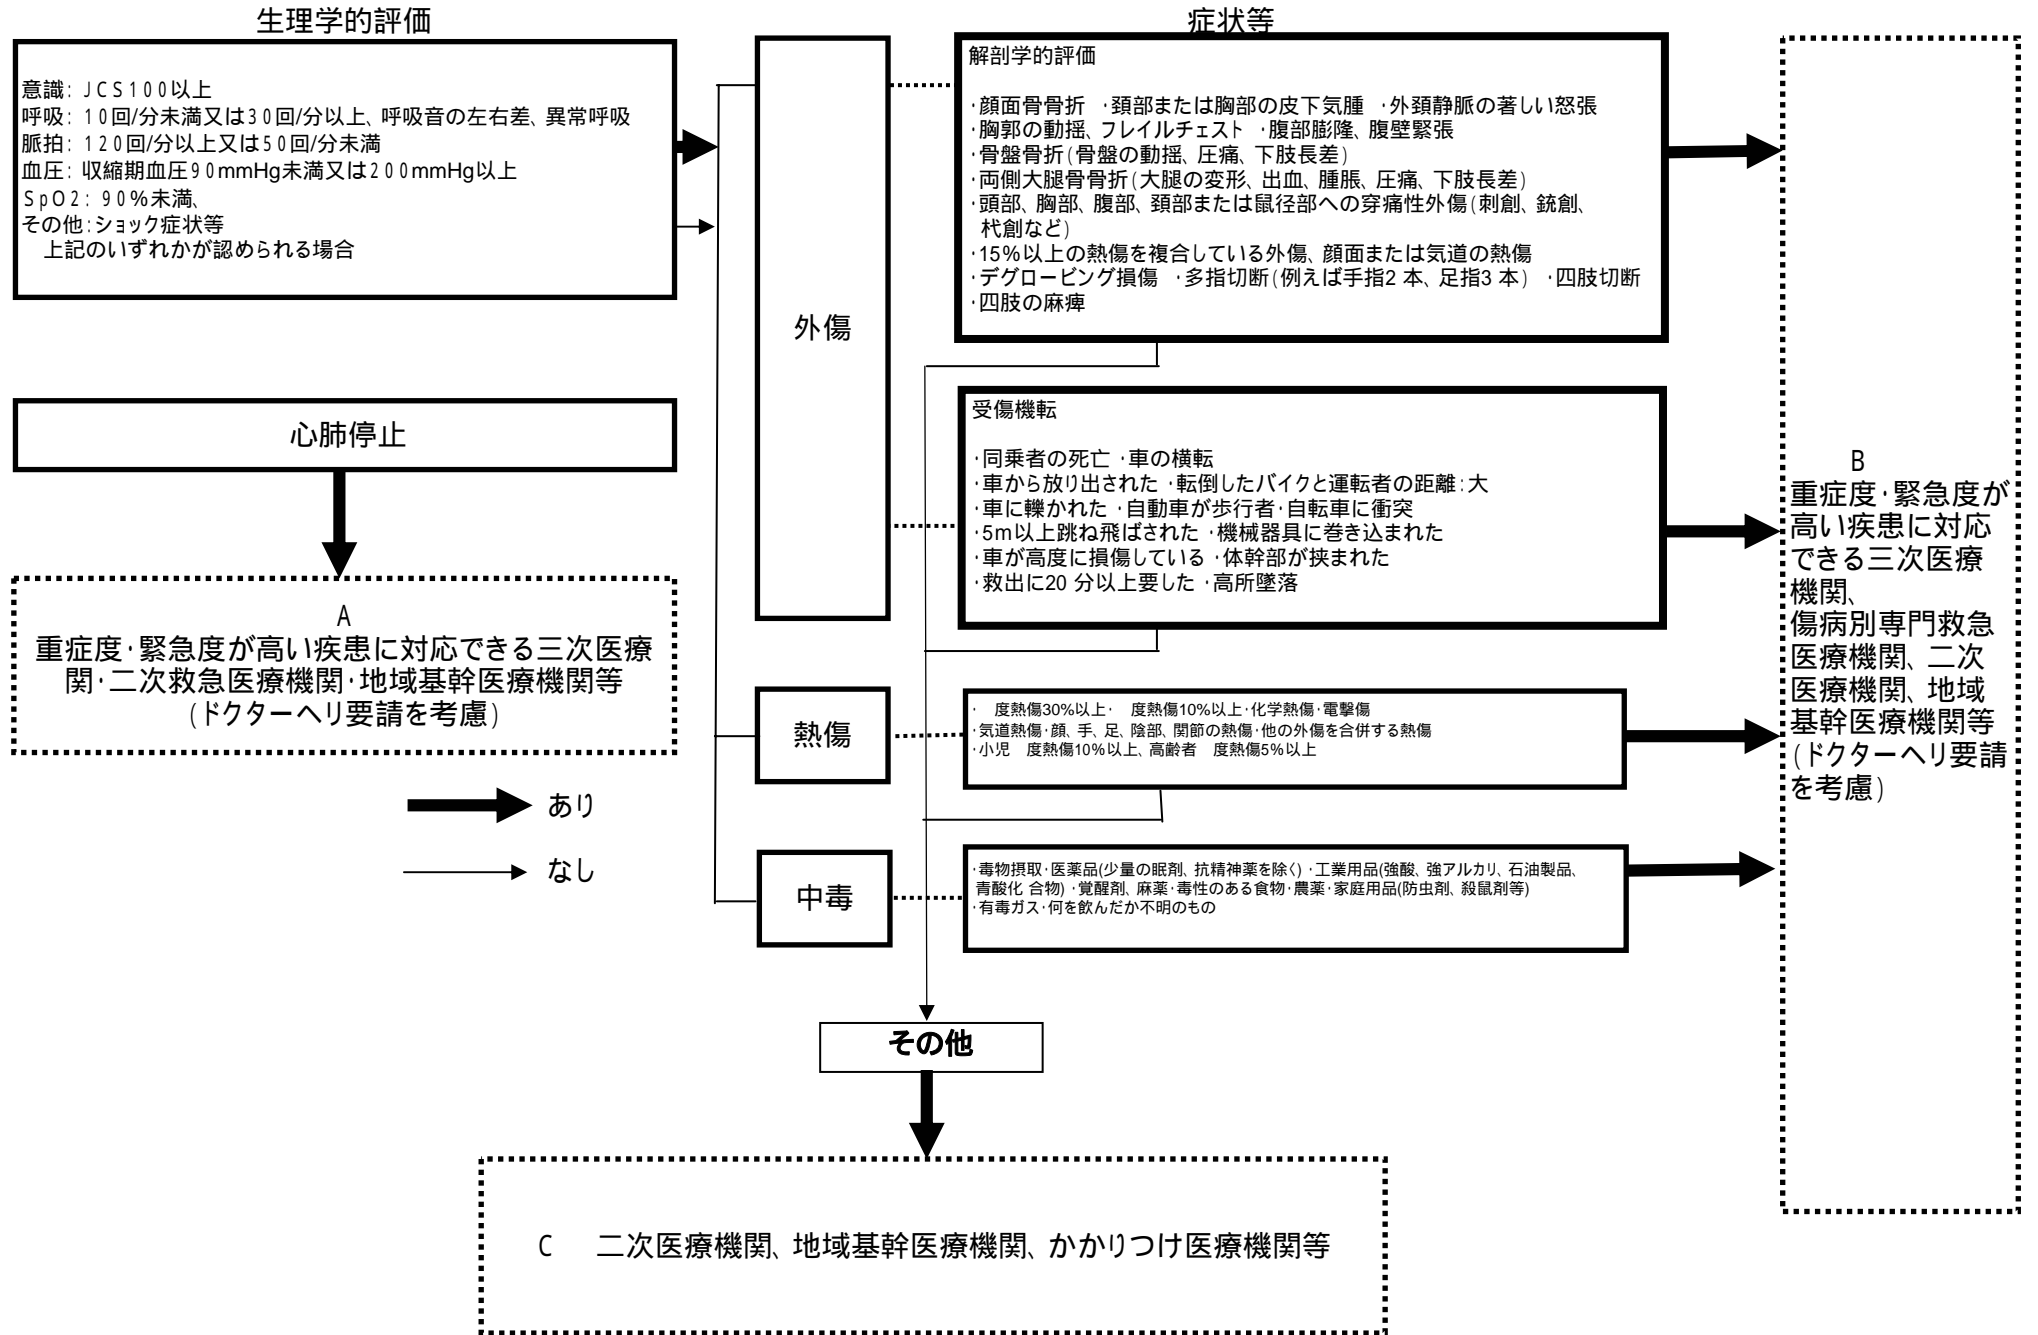 生理学的評価
意識: JCS100以上
呼吸: 10回/分未満又は30回/分以上、呼吸音の左右差、異常呼吸
脈拍: 120回/分以上又は50回/分未満
血圧: 収縮期血圧90mmHg未満又は200mmHg以上
SpO2: 90%未満、
その他:ショック症状等
上記のいずれかが認められる場合
心肺停止
A
重症度・緊急度が高い疾患に対応できる三次医療
関・二次救急医療機関・地域基幹医療機関等
(ドクターヘリ要請を考慮)
あり
なし
外傷
熱傷
中毒
症状等
解剖学的評価
・顔面骨骨折 ・頚部または胸部の皮下気腫 ・外頚静脈の著しい怒張
・胸郭の動揺、フレイルチェスト ・腹部膨隆、腹壁緊張
・骨盤骨折(骨盤の動揺、圧痛、下肢長差)
・両側大腿骨骨折(大腿の変形、出血、腫脹、圧痛、下肢長差)
・頭部、胸部、腹部、頚部または鼠径部への穿痛性外傷(刺創、銃創、
杙創など)
・15%以上の熱傷を複合している外傷、顔面または気道の熱傷
・デグロービング損傷 ・多指切断(例えば手指2 本、足指3 本) ・四肢切断
・四肢の麻痺
受傷機転
・同乗者の死亡 ・車の横転
・車から放り出された ・転倒したバイクと運転者の距離:大
・車に轢かれた ・自動車が歩行者・自転車に衝突
・5m以上跳ね飛ばされた ・機械器具に巻き込まれた
・車が高度に損傷している ・体幹部が挟まれた
・救出に20 分以上要した ・高所墜落
・ 度熱傷30%以上・ 度熱傷10%以上・化学熱傷・電撃傷
・気道熱傷・顔、手、足、陰部、関節の熱傷・他の外傷を合併する熱傷
・小児 度熱傷10%以上、高齢者 度熱傷5%以上
・毒物摂取・医薬品(少量の眠剤、抗精神薬を除く) ・工業用品(強酸、強アルカリ、石油製品、
青酸化 合物) ・覚醒剤、麻薬・毒性のある食物・農薬・家庭用品(防虫剤、殺鼠剤等)
・有毒ガス・何を飲んだか不明のもの
B
重症度・緊急度が
高い疾患に対応
できる三次医療
機関、
傷病別専門救急
医療機関、二次
医療機関、地域
基幹医療機関等
(ドクターヘリ要請
を考慮)
その他
C 二次医療機関、地域基幹医療機関、かかりつけ医療機関等